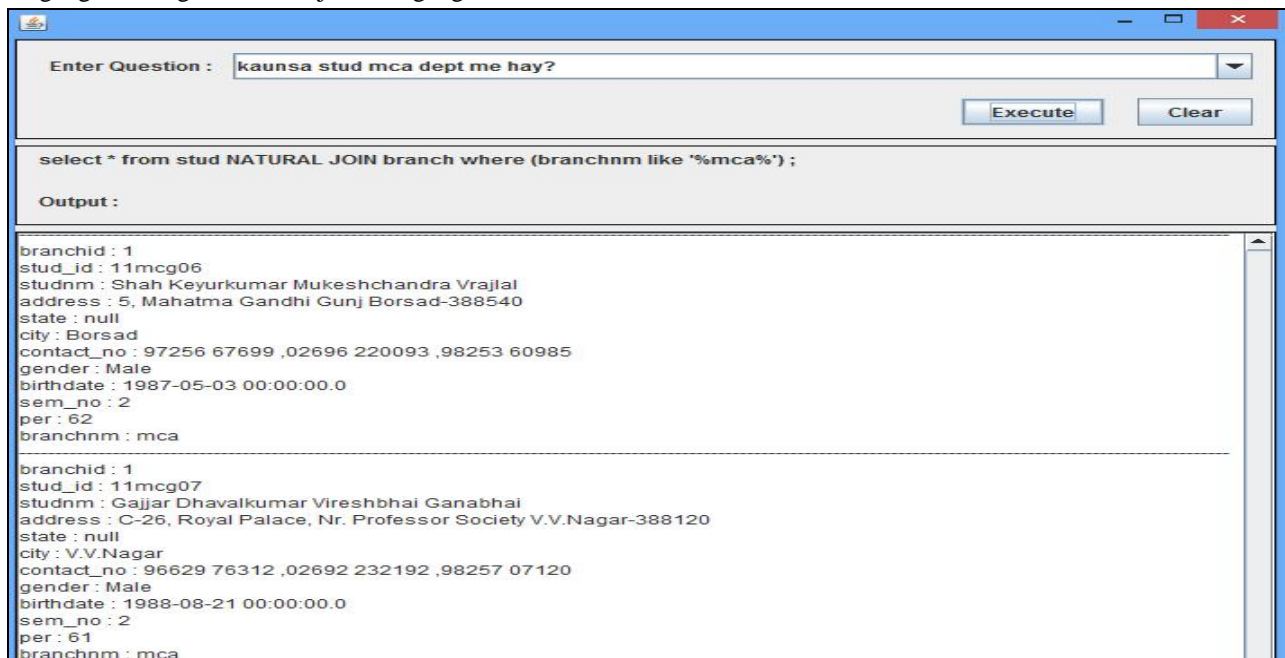 Enter Question : kaunsa stud mca dept me hay?
Execute Clear
select * from stud NATURAL JOIN branch where (branchnm like '%mca%') ;
Output :
branchid : 1
stud_id : 11mcg06
studnm : Shah Keyurkumar Mukeshchandra Vrajlal
address : 5, Mahatma Gandhi Gunj Borsad-388540
state : null
city : Borsad
contact_no : 97256 67699 ,02696 220093 ,98253 60985
gender : Male
birthdate : 1987-05-03 00:00:00.0
sem_no : 2
per : 62
branchnm : mca
branchid : 1
stud_id : 11mcg07
studnm : Gajjar Dhavalkumar Vireshbhai Ganabhai
address : C-26, Royal Palace, Nr. Professor Society V.V.Nagar-388120
state : null
city : V.V.Nagar
contact_no : 96629 76312 ,02692 232192 ,98257 07120
gender : Male
birthdate : 1988-08-21 00:00:00.0
sem_no : 2
per : 61
branchnm : mca